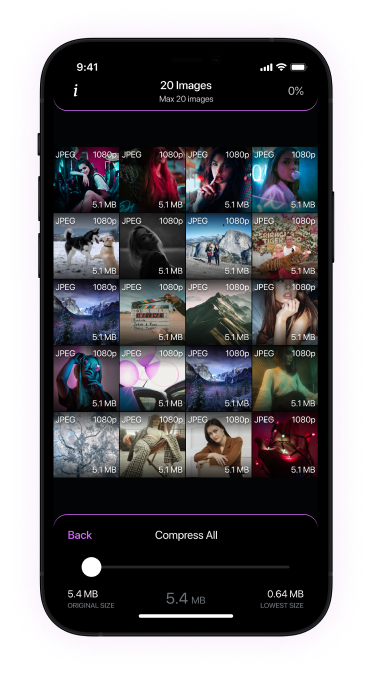 9:41
i
20 Images
0%
Max 20 images
JPEG 1080p JPEG 1080p JPEG 1080p JPEG 1080p
5.1 MB 5.1 MB 5.1 MB 5.1 MB
JPEG 1080p JPEG 1080p JPEG 1080p JPEG 1080p
5.1 MB 5.1 MB 5.1 MB 5.1 MB
JPEG 1080p JPEG 1080p JPEG 1080p JPEG 1080p
5.1 MB 5.1 MB 5.1 MB 5.1 MB
JPEG 1080p JPEG 1080p JPEG 1080p JPEG 1080p
5.1 MB 5.1 MB 5.1 MB 5.1 MB
JPEG 1080p JPEG 1080p JPEG 1080p JPEG 1080p
5.1 MB 5.1 MB 5.1 MB 5.1 MB
Back Compress All
5.4 MB 5.4 MB 0.64 MB
ORIGINAL SIZE LOWEST SIZE